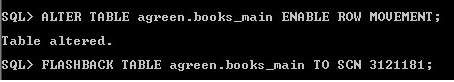 SQL> ALTER TABLE agreen.books_main ENABLE ROW MOVEMENT;
Table altered.
SQL> FLASHBACK TABLE agreen.books_main TO SCN 3121181;